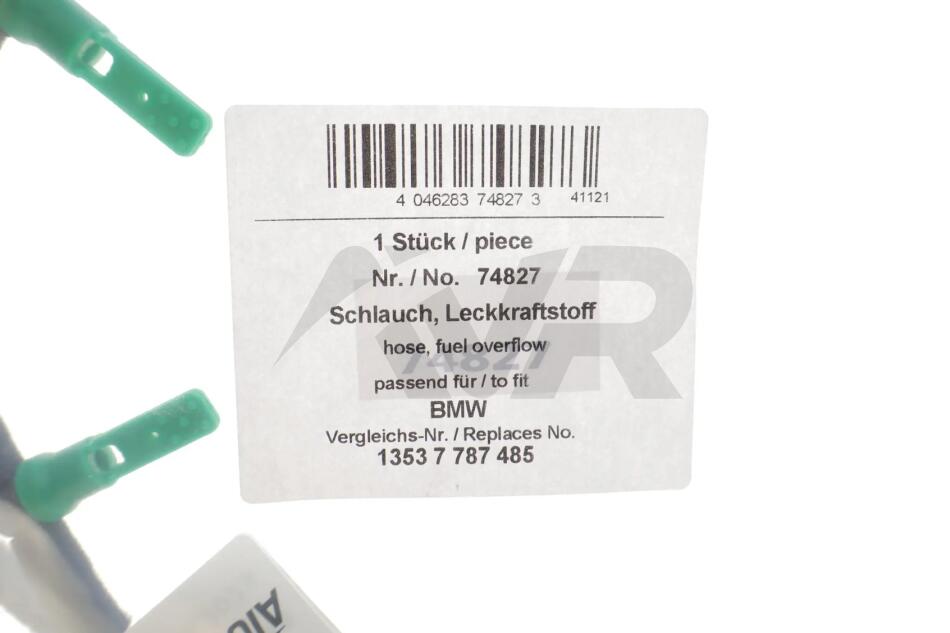 4 046283 74827 3 41121
1 Stück / piece
Nr. / No. 74827
Schlauch, Leckkraftstoff
hose, fuel overflow
74827
passend für / to fit
BMW
Vergleichs-Nr. / Replaces No.
1353 7 787 485